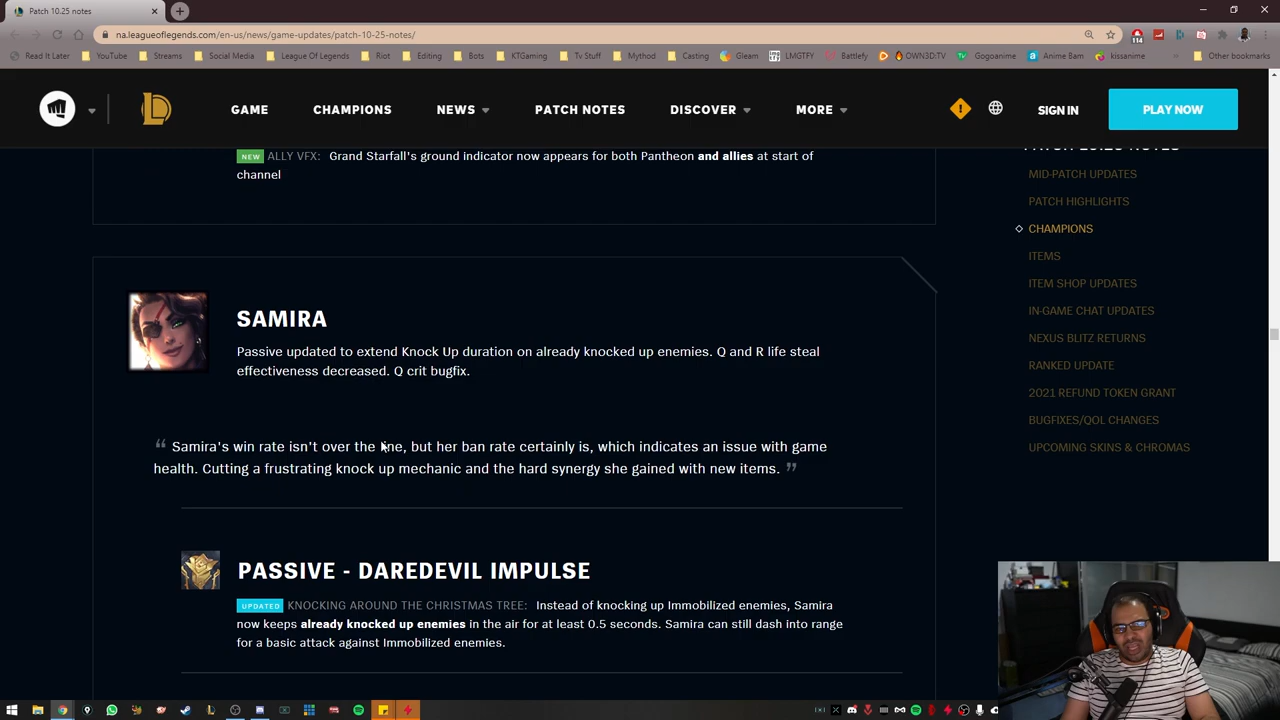 Patch 10.25 notes
na.leagueoflegends.com/en-us/news/game-updates/patch-10-25-notes/
114
Read It Later YouTube Streams Social Media League Of Legends Riot Editing Bots KTGaming Tv Stuff Mythod Casting Gleam LMGTFY Battlefy OWN3D:TV Gogoanime Anime Bam kissanime Other bookmarks
GAME CHAMPIONS NEWS PATCH NOTES DISCOVER MORE SIGN IN PLAY NOW
NEW ALLY VFX: Grand Starfall's ground indicator now appears for both Pantheon and allies at start of
channel
SAMIRA
Passive updated to extend Knock Up duration on already knocked up enemies. Q and R life steal
effectiveness decreased. Q crit bugfix.
“ Samira's win rate isn't over the line, but her ban rate certainly is, which indicates an issue with game
health. Cutting a frustrating knock up mechanic and the hard synergy she gained with new items. ”
PASSIVE - DAREDEVIL IMPULSE
UPDATED KNOCKING AROUND THE CHRISTMAS TREE: Instead of knocking up Immobilized enemies, Samira
now keeps already knocked up enemies in the air for at least 0.5 seconds. Samira can still dash into range
for a basic attack against Immobilized enemies.
PATCH 10.25 NOTES
MID-PATCH UPDATES
PATCH HIGHLIGHTS
CHAMPIONS
ITEMS
ITEM SHOP UPDATES
IN-GAME CHAT UPDATES
NEXUS BLITZ RETURNS
RANKED UPDATE
2021 REFUND TOKEN GRANT
BUGFIXES/QOL CHANGES
UPCOMING SKINS & CHROMAS